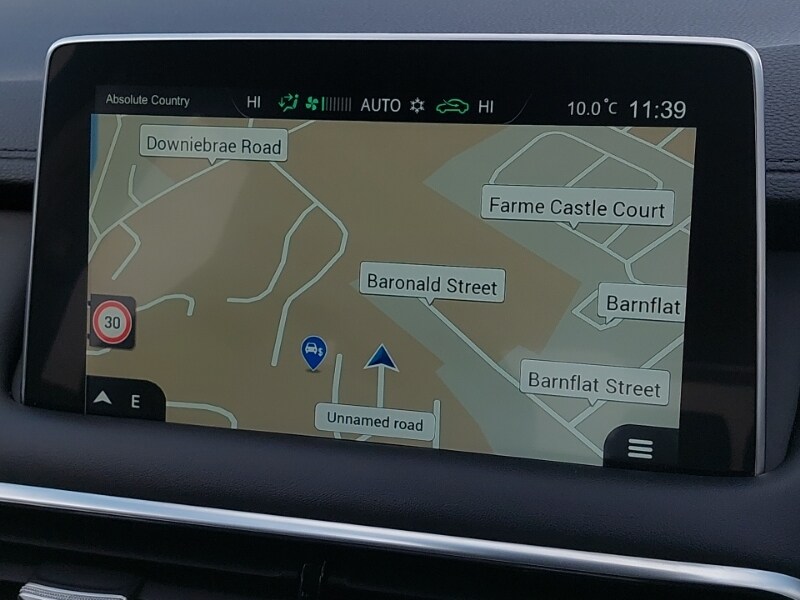 Absolute Country
HI AUTO HI
10.0°C 11:39
Downiebrae Road
Farme Castle Court
Baronald Street
Barnflat
30
Barnflat Street
E
Unnamed road